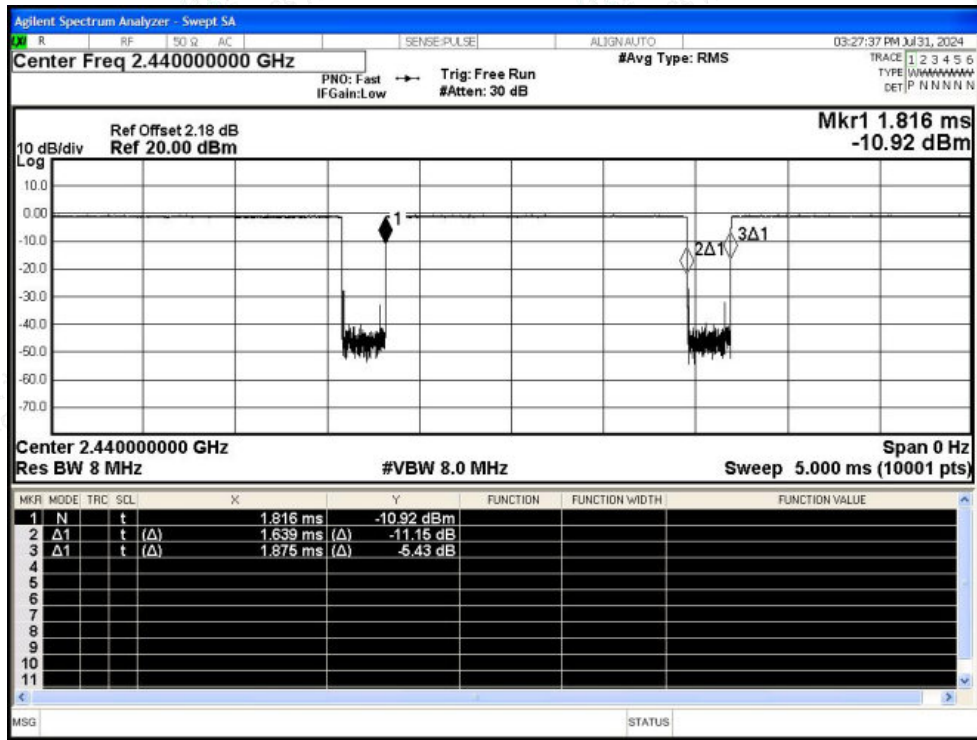 Agilent Spectrum Analyzer - Swept SA
R RF 50 Ω AC SENSE:PULSE ALIGNAUTO 03:27:37 PM Jul 31, 2024
Center Freq 2.440000000 GHz
PNO: Fast
IFGain:Low
Trig: Free Run
#Atten: 30 dB
#Avg Type: RMS
TRACE 1 2 3 4 5 6
TYPE
DET P N N N N N
Mkr1 1.816 ms
-10.92 dBm
Ref Offset 2.18 dB
10 dB/div Ref 20.00 dBm
Log
10.0
0.00
-10.0
-20.0
-30.0
-40.0
-50.0
-60.0
-70.0
1
2Δ1
3Δ1
Center 2.440000000 GHz Span 0 Hz
Res BW 8 MHz #VBW 8.0 MHz Sweep 5.000 ms (10001 pts)
MKR MODE TRC SCL X Y FUNCTION FUNCTION WIDTH FUNCTION VALUE
1 N t 1.816 ms -10.92 dBm
2 Δ1 t (Δ) 1.639 ms (Δ) -11.15 dB
3 Δ1 t (Δ) 1.875 ms (Δ) -5.43 dB
4
5
6
7
8
9
10
11
MSG STATUS